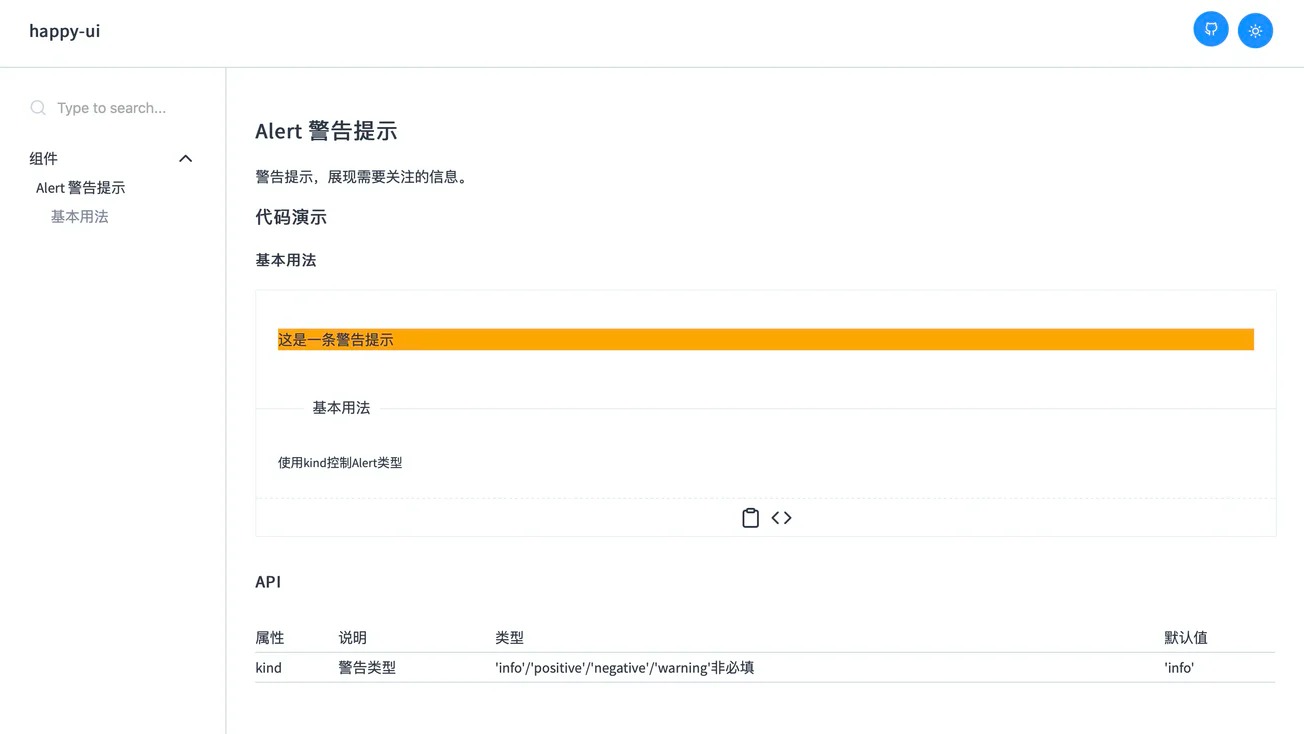 happy-ui
Type to search...
组件
Alert 警告提示
基本用法
Alert 警告提示
警告提示，展现需要关注的信息。
代码演示
基本用法
这是一条警告提示
基本用法
使用kind控制Alert类型
API
属性 说明 类型 默认值
kind 警告类型 'info'/'positive'/'negative'/'warning'非必填 'info'